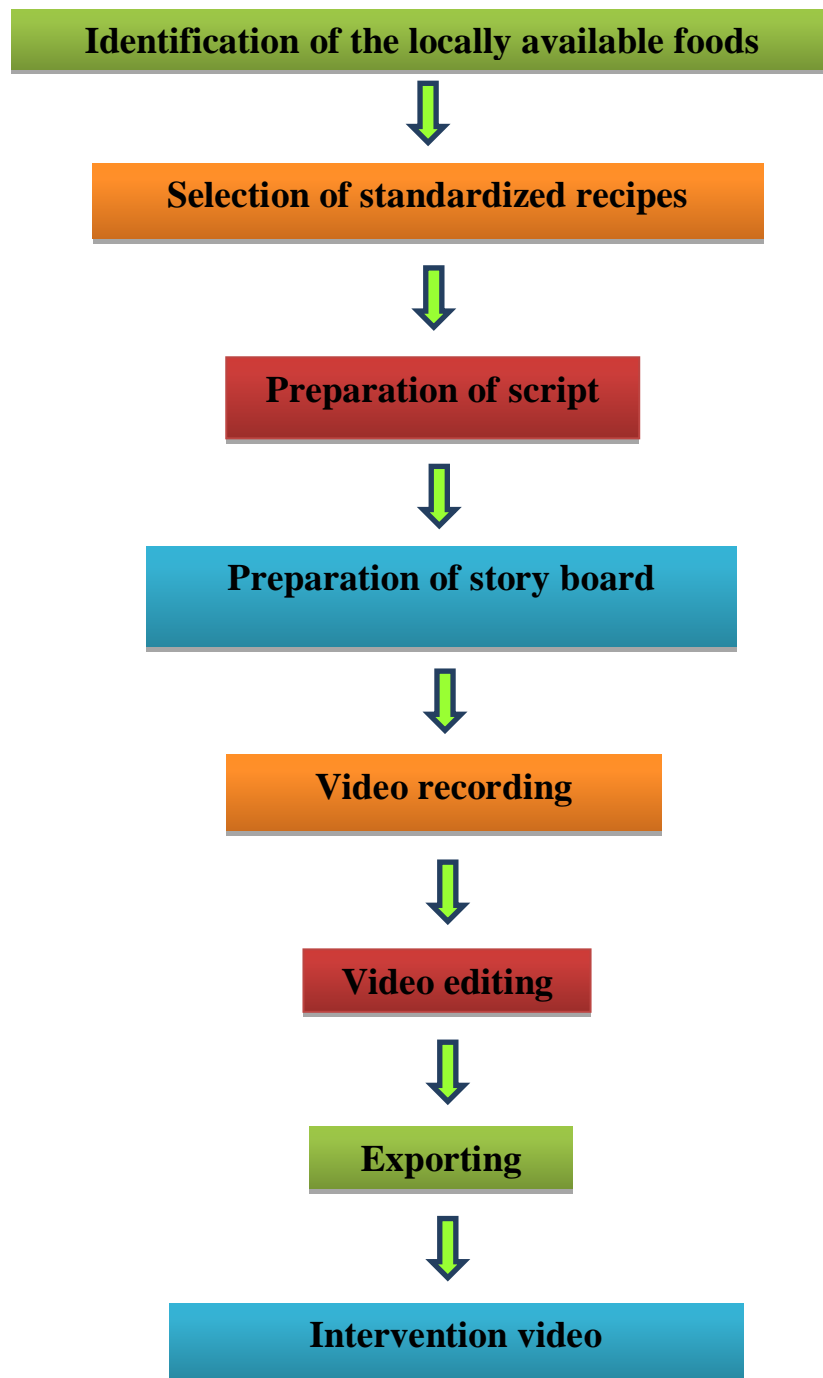 Identification of the locally available foods
Selection of standardized recipes
Preparation of script
Preparation of story board
Video recording
Video editing
Exporting
Intervention video